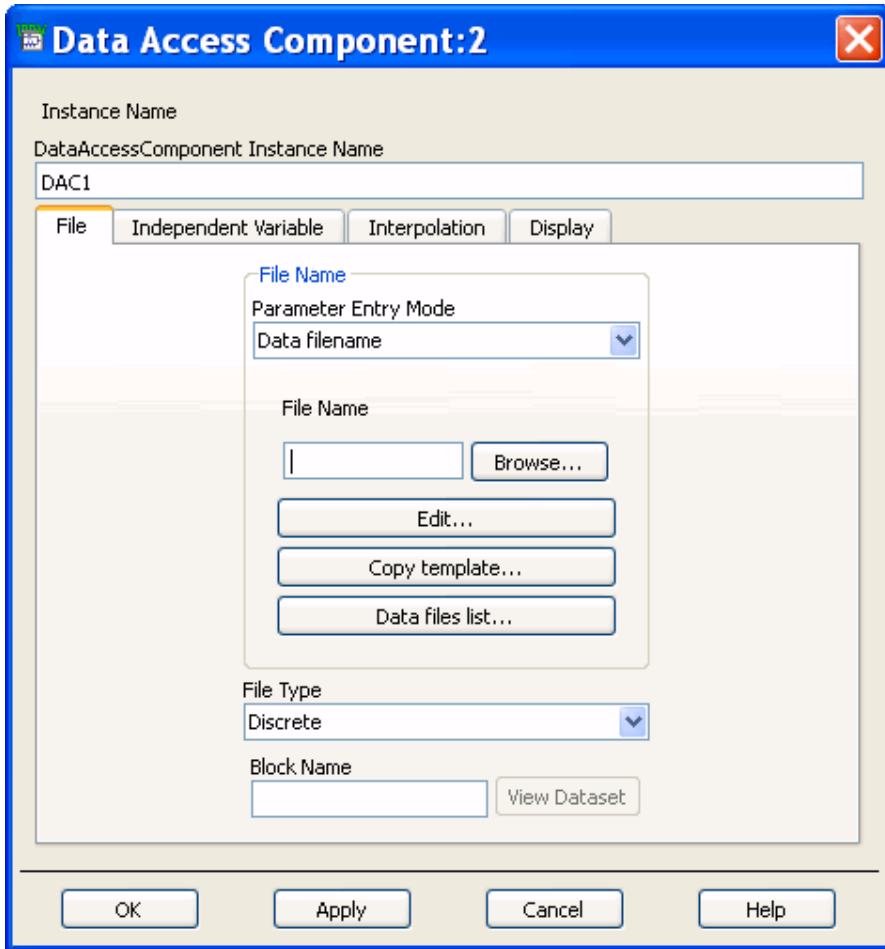 Data Access Component:2
Instance Name
DataAccessComponent Instance Name
DAC1
File Independent Variable Interpolation Display
File Name
Parameter Entry Mode
Data filename
File Name
Browse...
Edit...
Copy template...
Data files list...
File Type
Discrete
Block Name
View Dataset
OK Apply Cancel Help